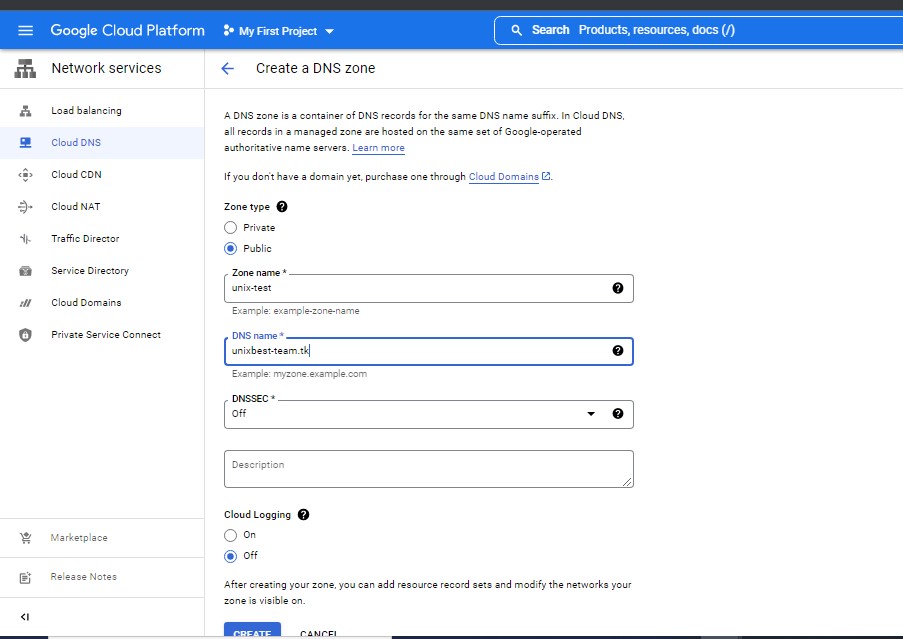 Google Cloud Platform
My First Project
Search Products, resources, docs (/)
Network services
Create a DNS zone
Load balancing
Cloud DNS
Cloud CDN
Cloud NAT
Traffic Director
Service Directory
Cloud Domains
Private Service Connect
Marketplace
Release Notes
A DNS zone is a container of DNS records for the same DNS name suffix. In Cloud DNS,
all records in a managed zone are hosted on the same set of Google-operated
authoritative name servers. Learn more
If you don't have a domain yet, purchase one through Cloud Domains.
Zone type
Private
Public
Zone name *
unix-test
Example: example-zone-name
DNS name *
unixbest-team.tk
Example: myzone.example.com
DNSSEC *
Off
Description
Cloud Logging
On
Off
After creating your zone, you can add resource record sets and modify the networks your
zone is visible on.
CREATE CANCEL